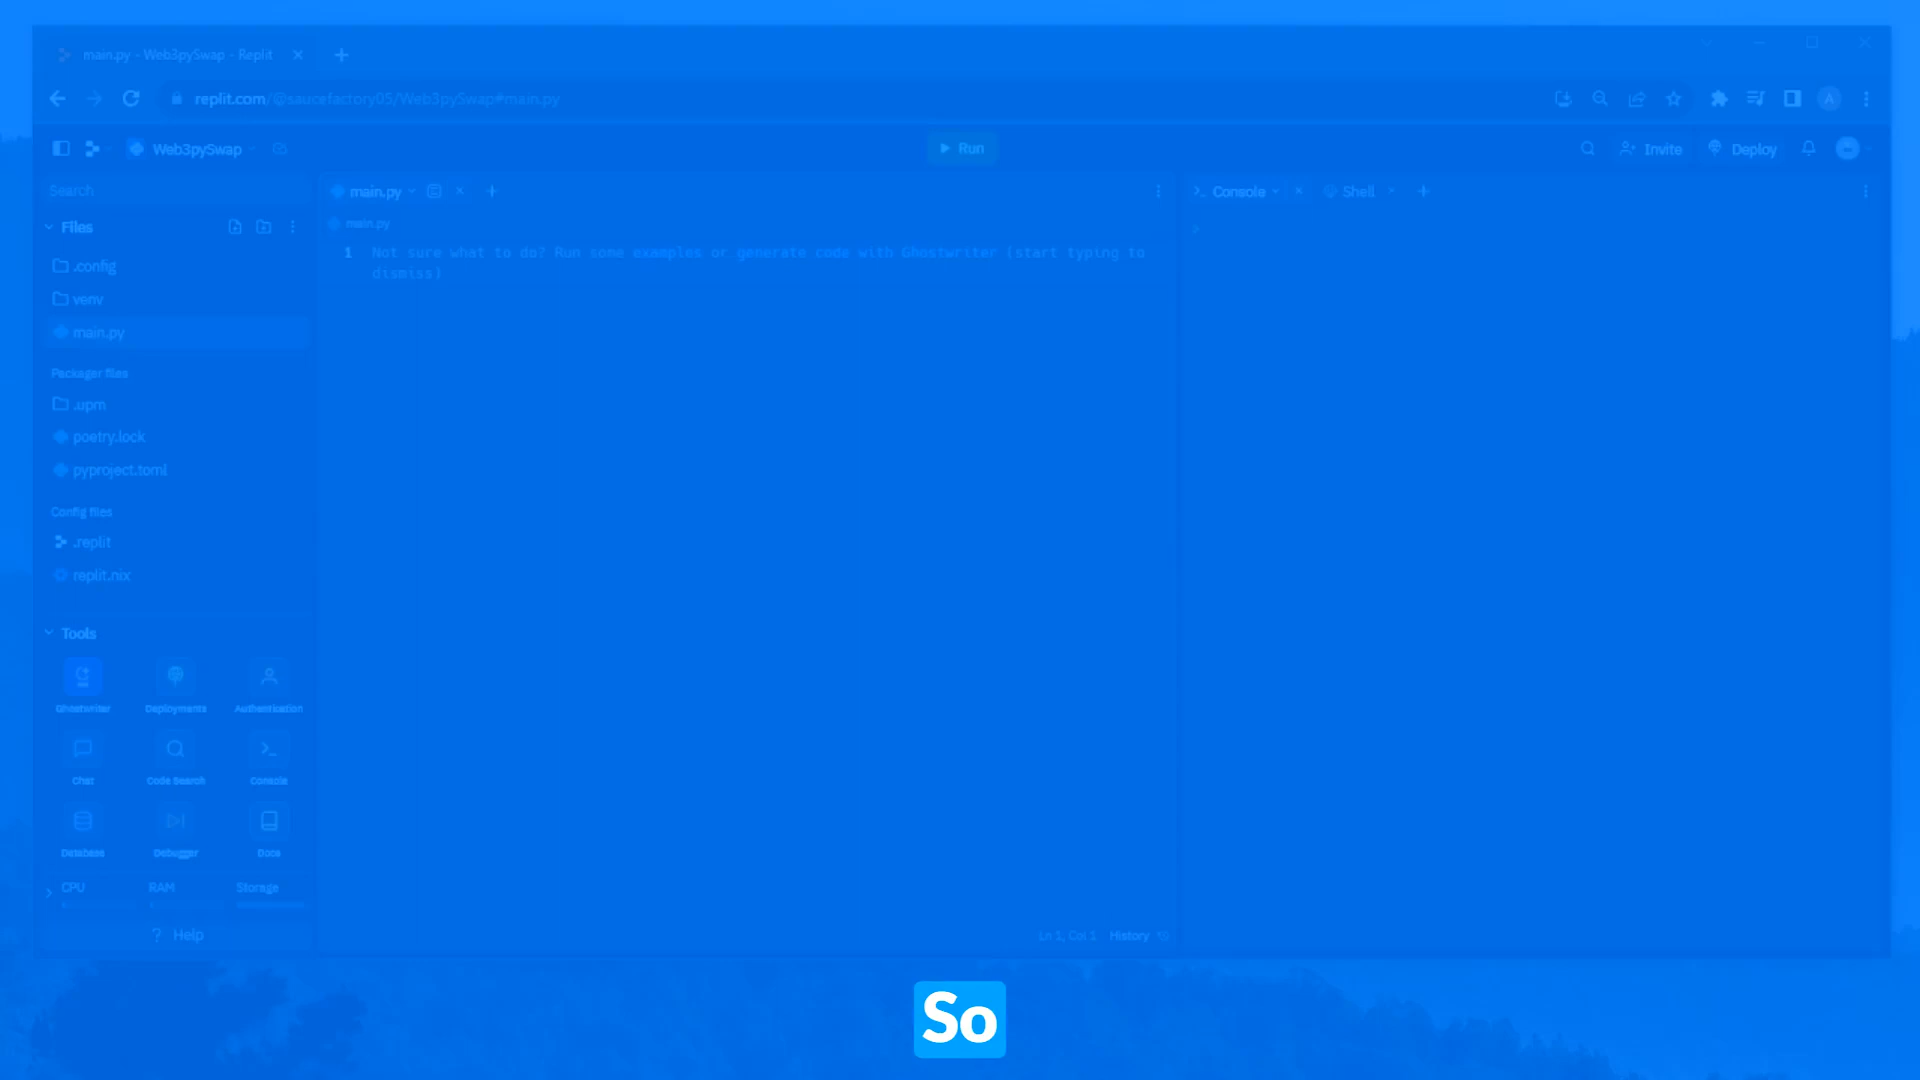 main.py - Web3pySwap - Replit
replit.com/@saucefactory05/Web3pySwap#main.py
A
Web3pySwap
Run
Invite
Deploy
Search
main.py
Console
Shell
Files
main.py
1 Not sure what to do? Run some examples or generate code with Ghostwriter (start typing to
dismiss)
.config
venv
main.py
Packager files
.upm
poetry.lock
pyproject.toml
Config files
.replit
replit.nix
Tools
Ghostwriter Deployments Authentication
Chat Code Search Console
Database Debugger Docs
CPU RAM Storage
? Help
Ln 1, Col 1 History
So